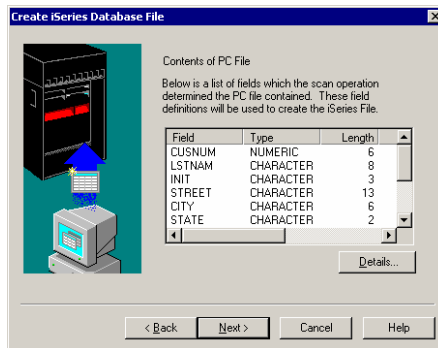 Create iSeries Database File
Contents of PC File
Below is a list of fields which the scan operation
determined the PC file contained. These field
definitions will be used to create the iSeries File.
Field Type Length
CUSNUM NUMERIC 6
LSTNAM CHARACTER 8
INIT CHARACTER 3
STREET CHARACTER 13
CITY CHARACTER 6
STATE CHARACTER 2
Details...
< Back Next > Cancel Help